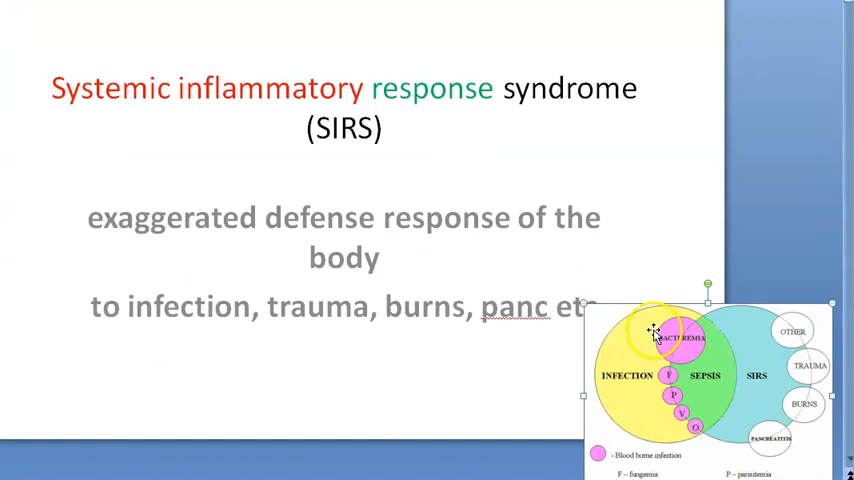 Systemic inflammatory response syndrome
(SIRS)
exaggerated defense response of the
body
to infection, trauma, burns, panc etc
BACTEREMIA
OTHER
TRAUMA
INFECTION
F
SEPSIS
SIRS
P
BURNS
V
O
PANCREATITIS
- Blood borne infection
F – fungemia
P – parisitemia